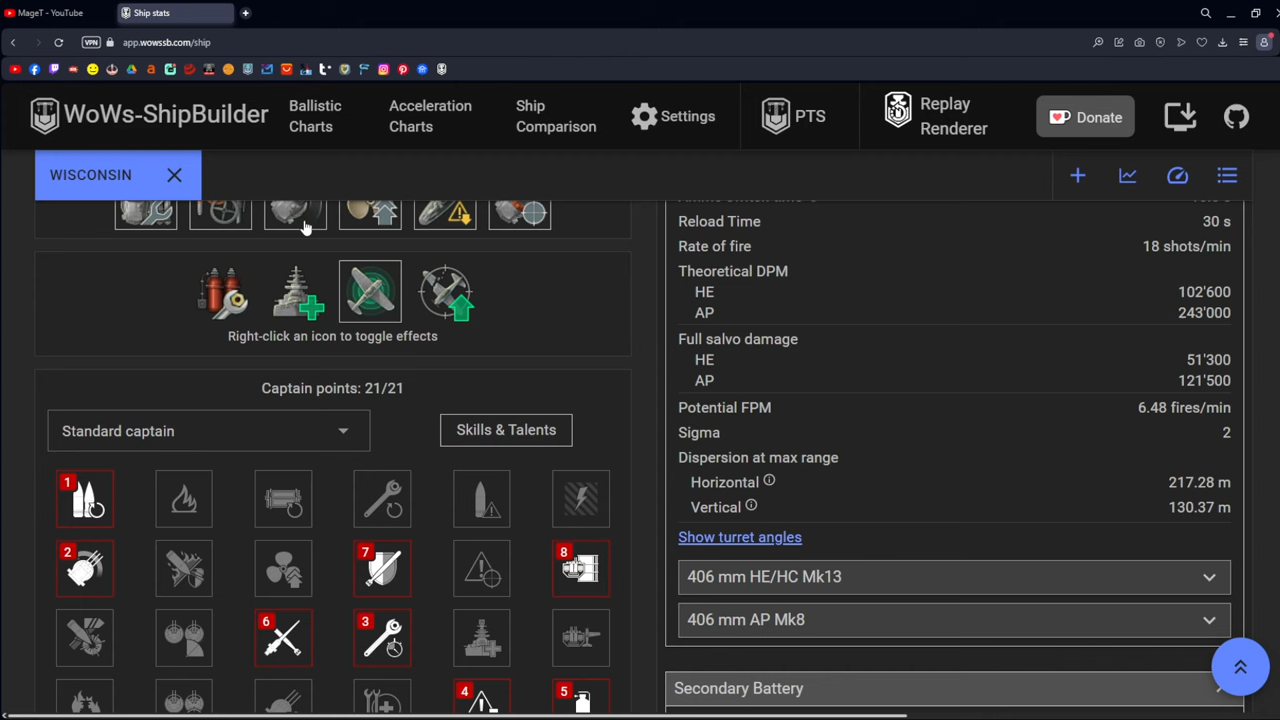 MageT - YouTube
Ship stats
VPN
app.wowssb.com/ship
WoWs-ShipBuilder
Ballistic
Charts
Acceleration
Charts
Ship
Comparison
Settings
PTS
Replay
Renderer
Donate
WISCONSIN
Reload Time 30 s
Rate of fire 18 shots/min
Theoretical DPM
HE 102'600
AP 243'000
Full salvo damage
HE 51'300
AP 121'500
Potential FPM 6.48 fires/min
Sigma 2
Dispersion at max range
Horizontal 217.28 m
Vertical 130.37 m
Show turret angles
406 mm HE/HC Mk13
406 mm AP Mk8
Secondary Battery
Right-click an icon to toggle effects
Captain points: 21/21
Standard captain
Skills & Talents
1
2 7 8
6 3
4 5